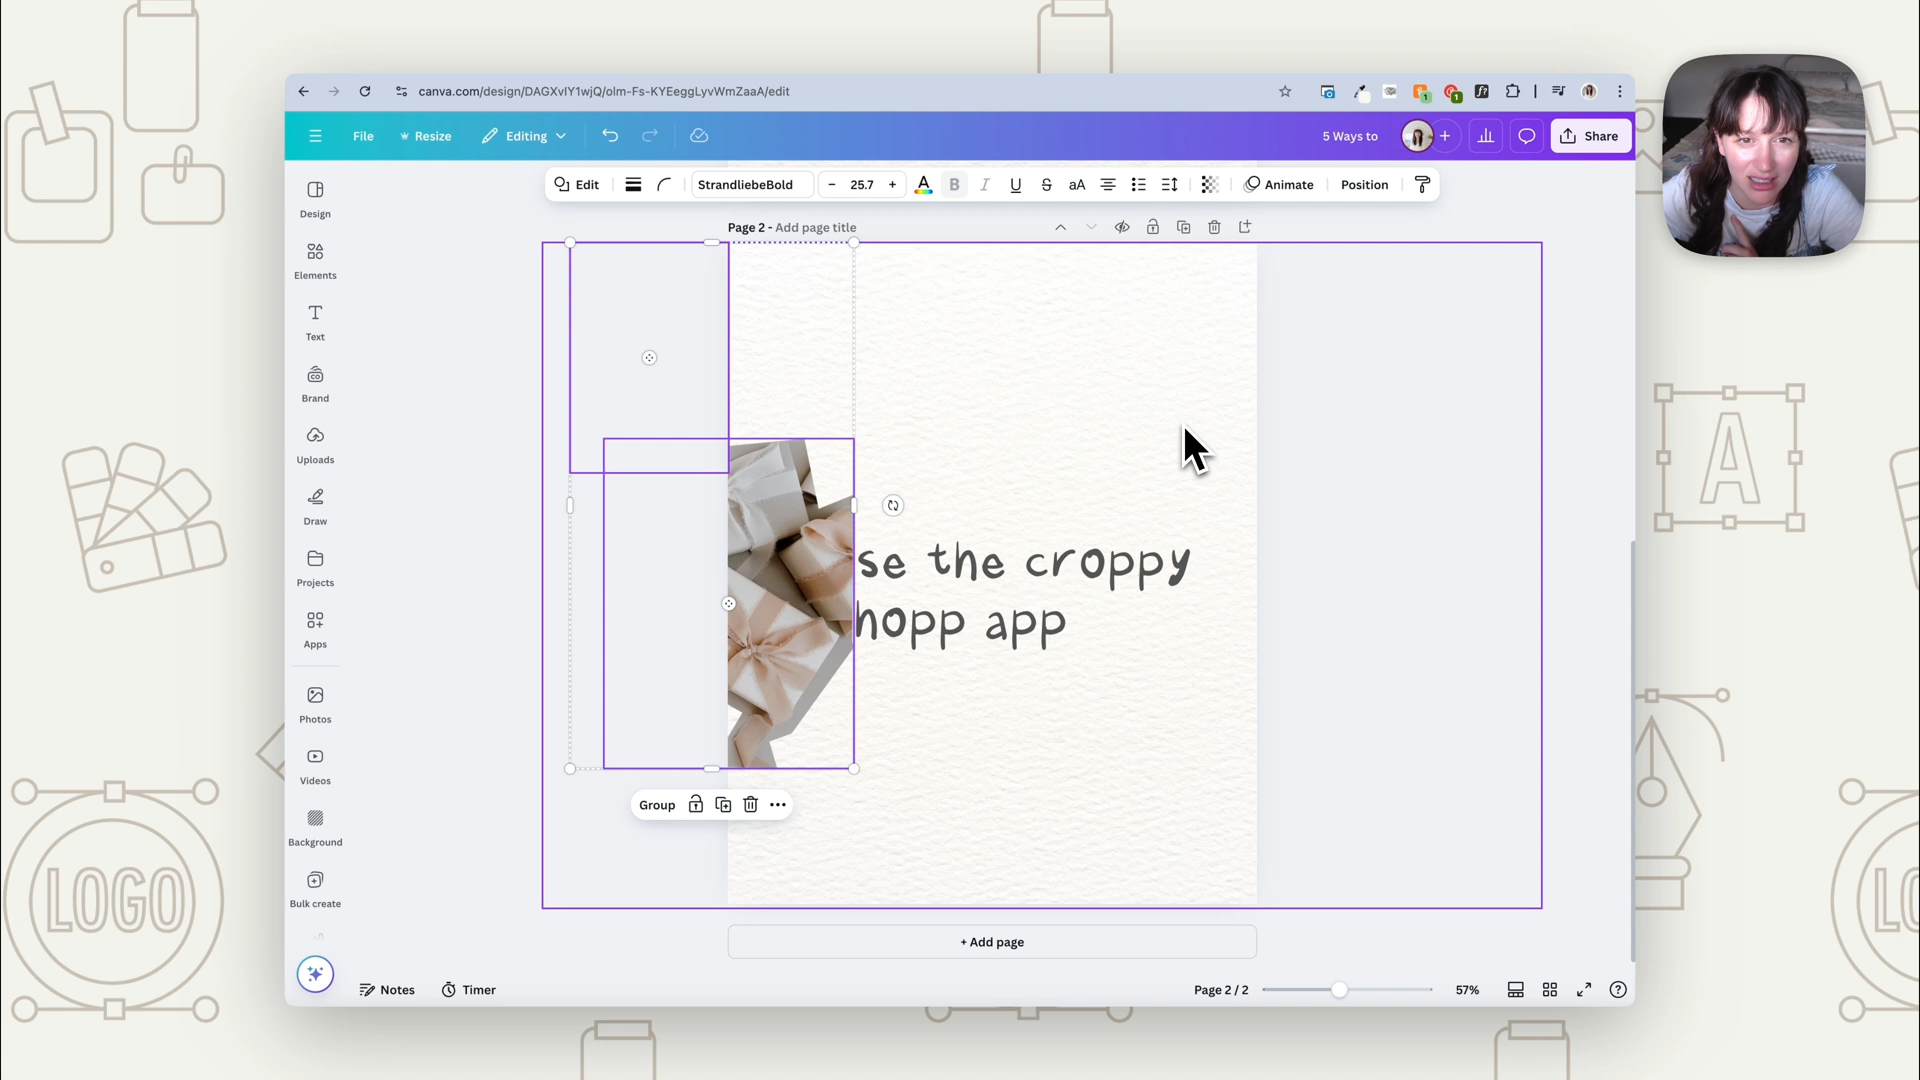 canva.com/design/DAGXvIY1wjQ/olm-Fs-KYEeggLyvWmZaaA/edit
File
Resize
Editing
5 Ways to
Share
Edit
StrandliebeBold
25.7
A
B
I
U
S
aA
Animate
Position
Page 2 - Add page title
Design
Elements
Text
Brand
Uploads
Draw
Projects
Apps
Photos
Videos
Background
Bulk create
se the croppy
hopp app
Group
+ Add page
Notes
Timer
Page 2 / 2
57%
LOGO
A